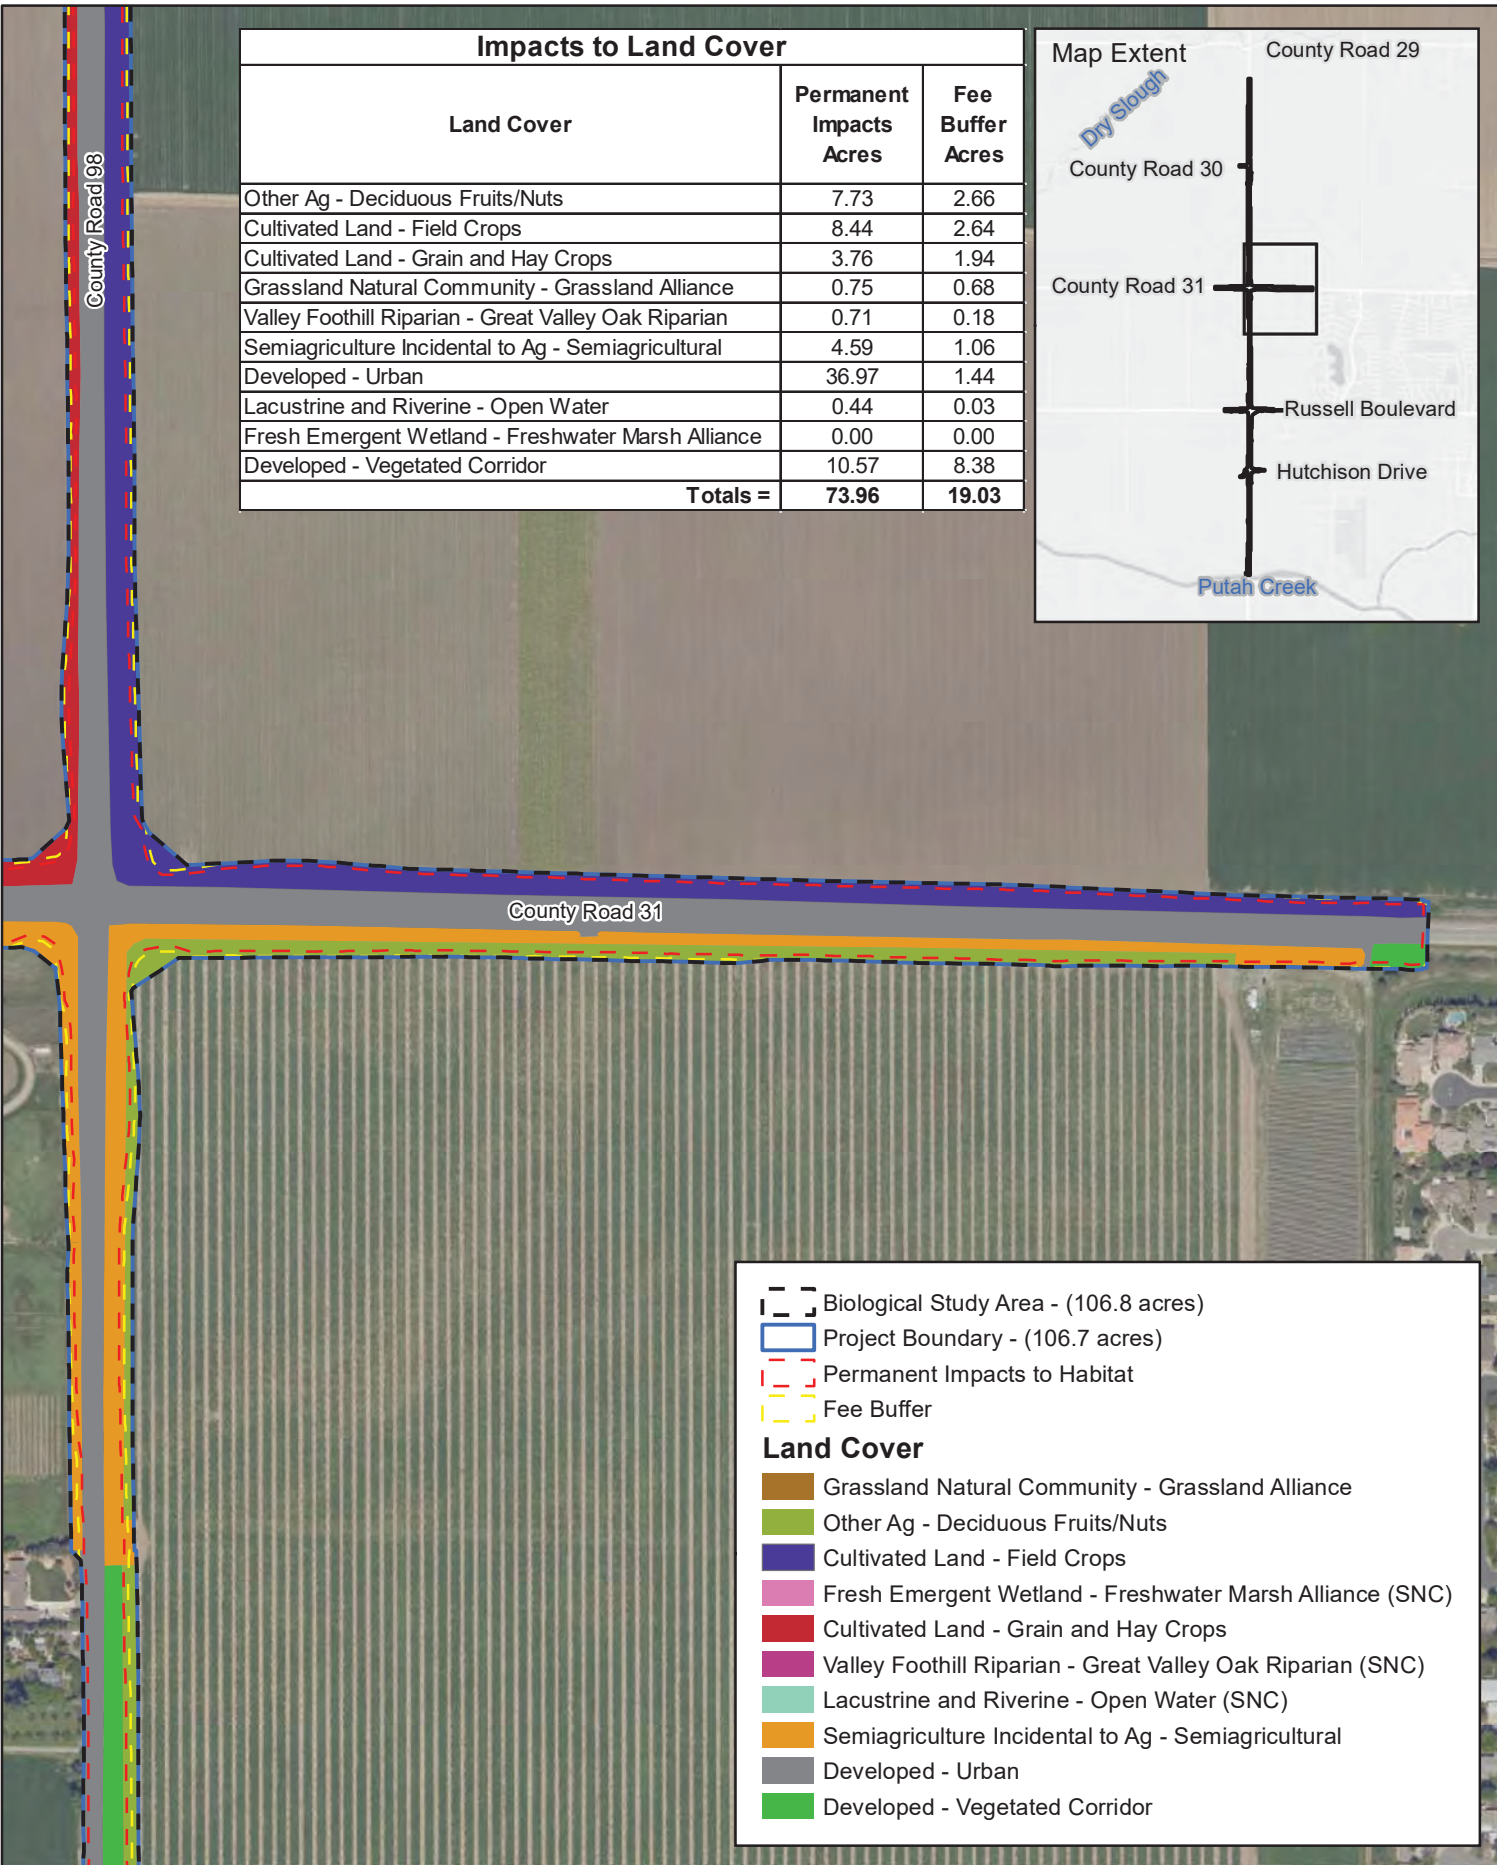 Impacts to Land Cover
Land Cover Permanent Impacts Acres Fee Buffer Acres
Other Ag - Deciduous Fruits/Nuts 7.73 2.66
Cultivated Land - Field Crops 8.44 2.64
Cultivated Land - Grain and Hay Crops 3.76 1.94
Grassland Natural Community - Grassland Alliance 0.75 0.68
Valley Foothill Riparian - Great Valley Oak Riparian 0.71 0.18
Semiagriculture Incidental to Ag - Semiagricultural 4.59 1.06
Developed - Urban 36.97 1.44
Lacustrine and Riverine - Open Water 0.44 0.03
Fresh Emergent Wetland - Freshwater Marsh Alliance 0.00 0.00
Developed - Vegetated Corridor 10.57 8.38
Totals = 73.96 19.03
Map Extent
County Road 29
Dry Slough
County Road 30
County Road 31
Russell Boulevard
Hutchison Drive
Putah Creek
County Road 98
County Road 31
Biological Study Area - (106.8 acres)
Project Boundary - (106.7 acres)
Permanent Impacts to Habitat
Fee Buffer
Land Cover
Grassland Natural Community - Grassland Alliance
Other Ag - Deciduous Fruits/Nuts
Cultivated Land - Field Crops
Fresh Emergent Wetland - Freshwater Marsh Alliance (SNC)
Cultivated Land - Grain and Hay Crops
Valley Foothill Riparian - Great Valley Oak Riparian (SNC)
Lacustrine and Riverine - Open Water (SNC)
Semiagriculture Incidental to Ag - Semiagricultural
Developed - Urban
Developed - Vegetated Corridor